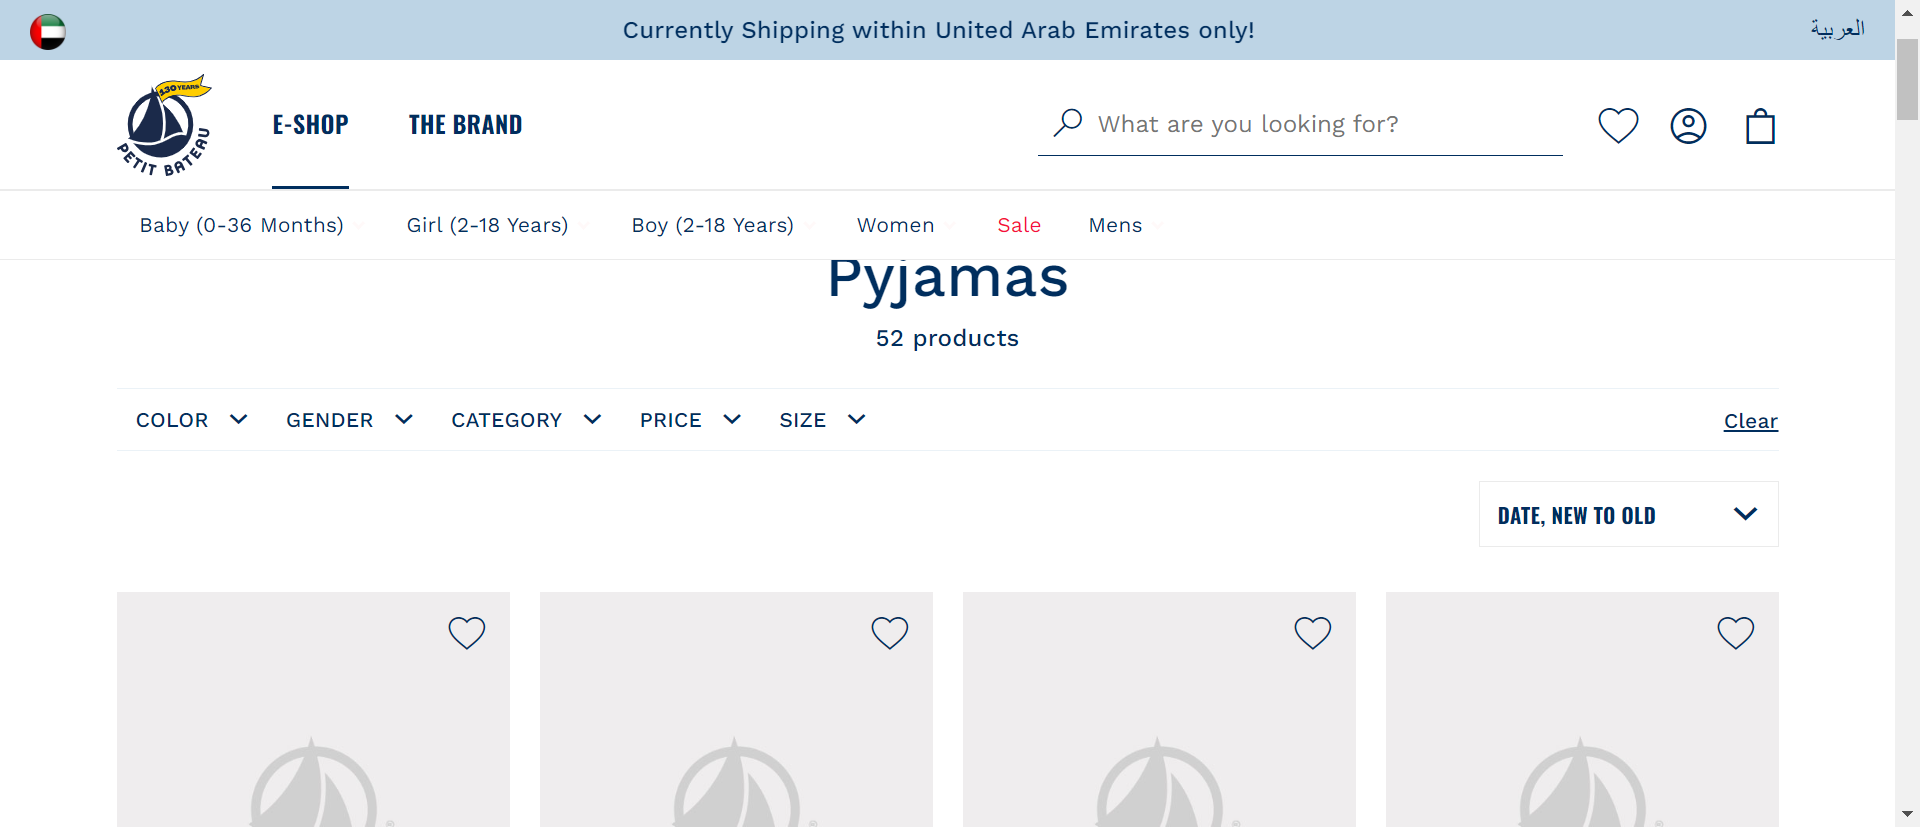 Currently Shipping within United Arab Emirates only!
العربية
130 YEARS
PETIT BATEAU
E-SHOP
THE BRAND
What are you looking for?
Baby (0-36 Months)
Girl (2-18 Years)
Boy (2-18 Years)
Women
Sale
Mens
Pyjamas
52 products
COLOR
GENDER
CATEGORY
PRICE
SIZE
Clear
DATE, NEW TO OLD